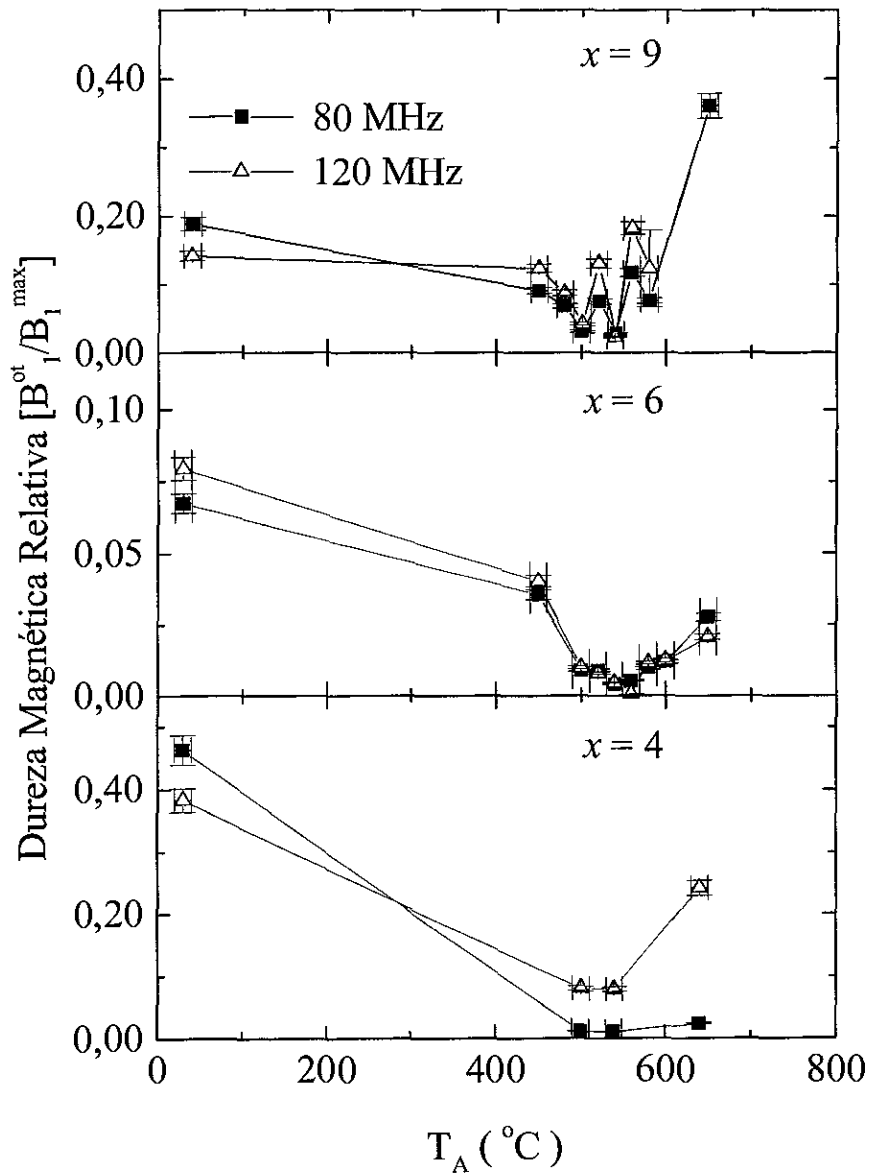 x = 9
0,40
80 MHz
120 MHz
0,20
0,00
x = 6
0,10
0,05
0,00
x = 4
0,40
0,20
0,00
Dureza Magnética Relativa [B₁ᵒᵗ/B₁ᵐᵃˣ]
0 200 400 600 800
T_A ( °C)